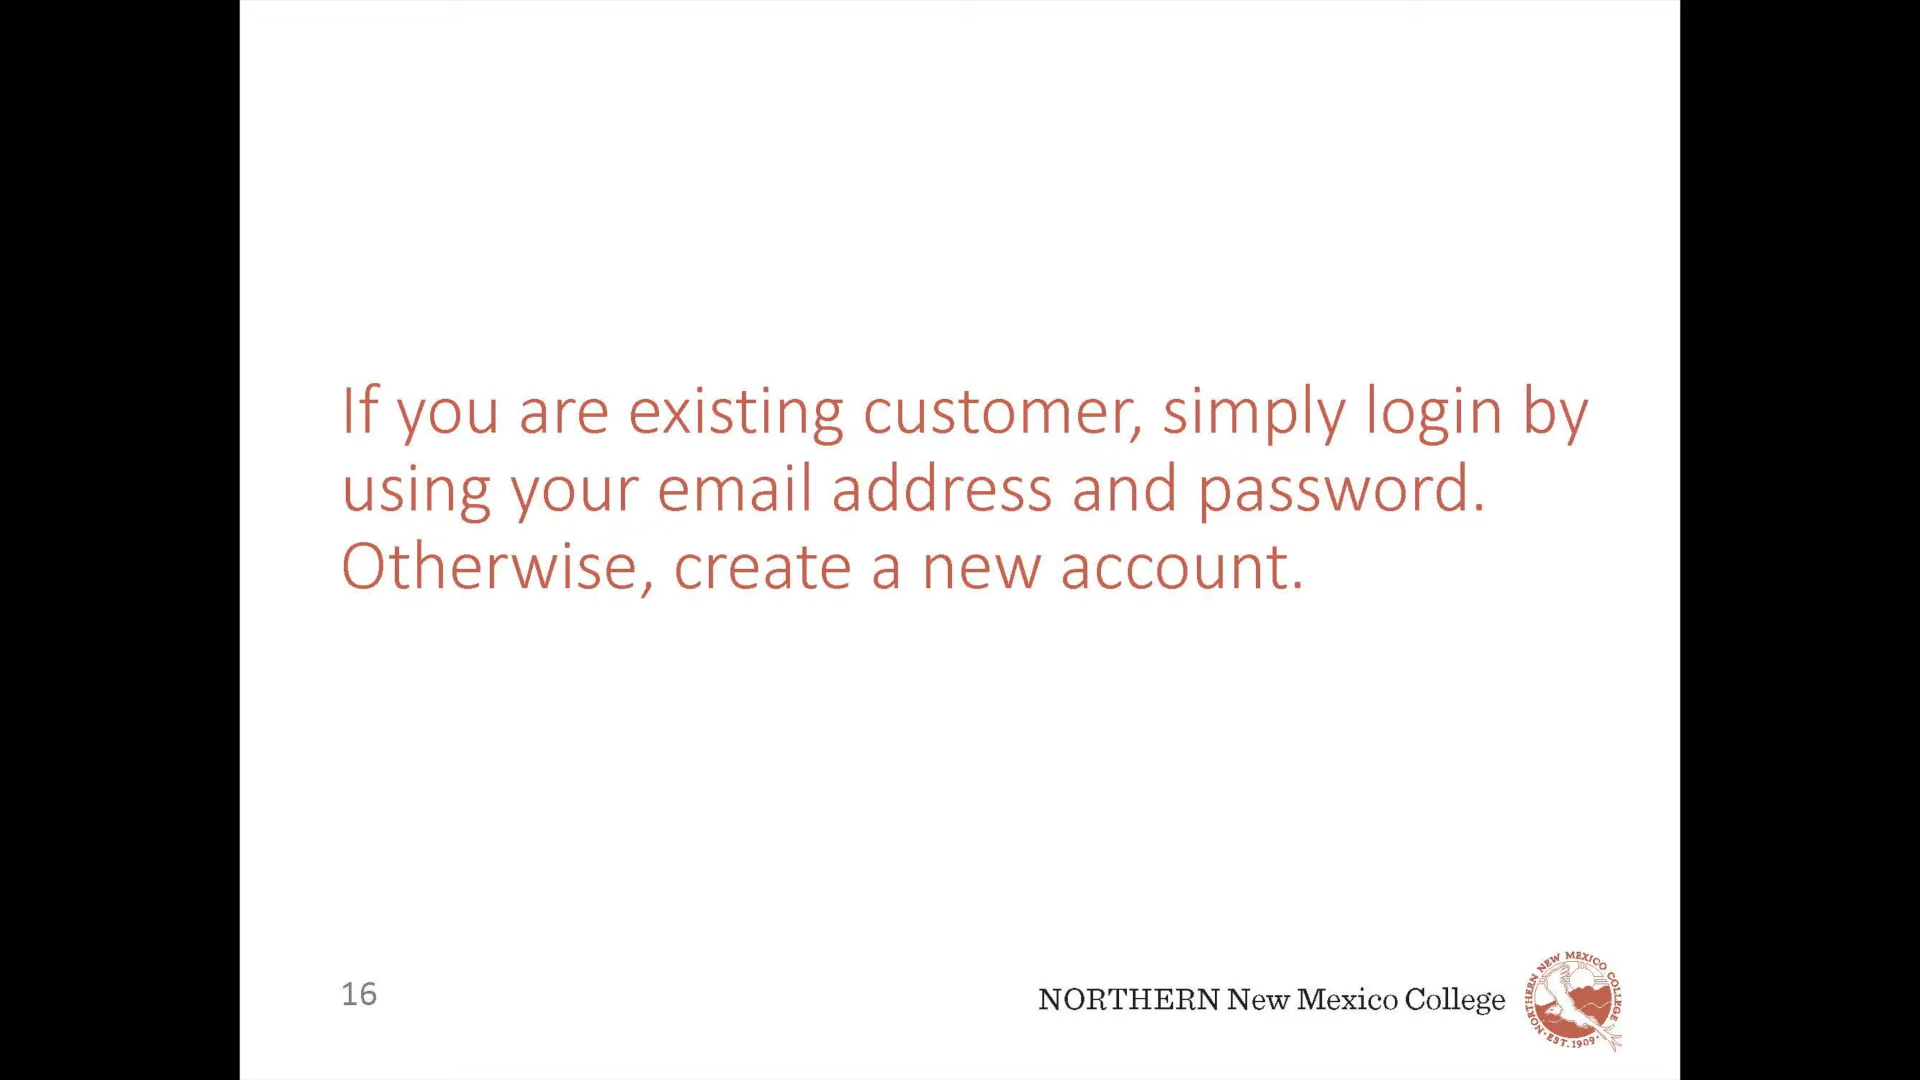 If you are existing customer, simply login by
using your email address and password.
Otherwise, create a new account.
16
NORTHERN New Mexico College
NORTHERN NEW MEXICO COLLEGE
EST. 1909